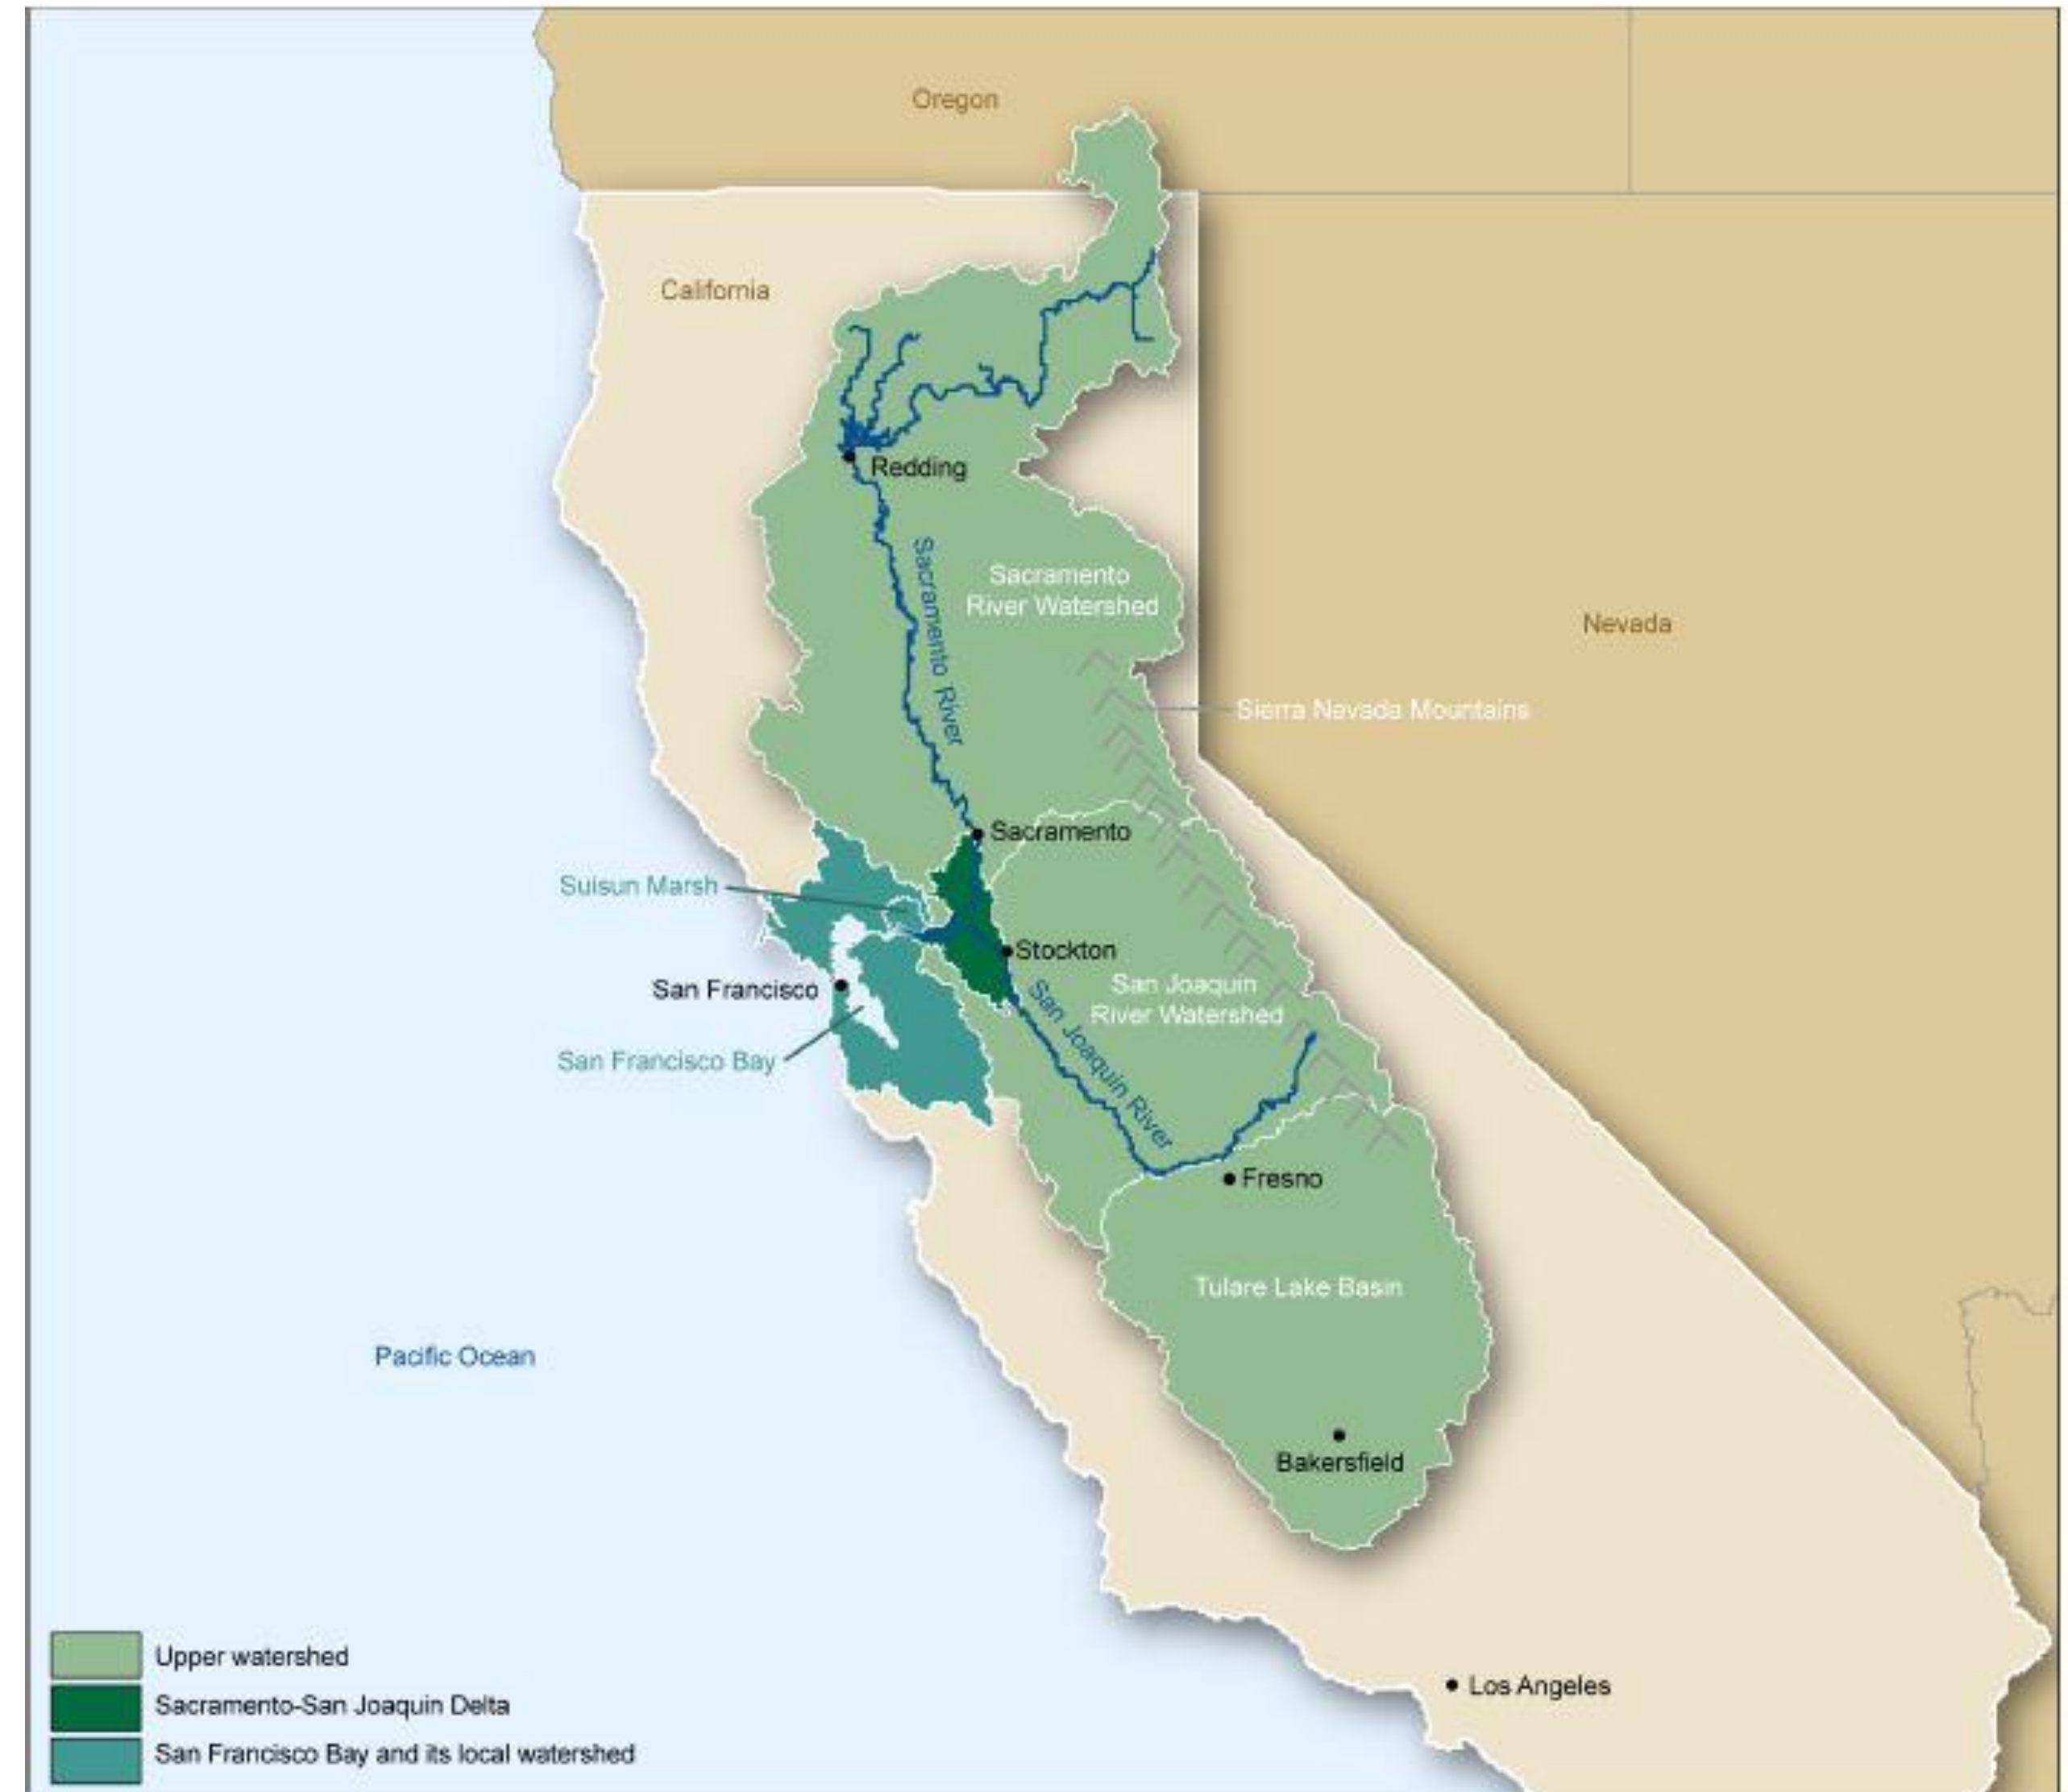 Oregon
California
Redding
Sacramento River
Sacramento
River Watershed
Nevada
Sierra Nevada Mountains
Sacramento
Suisun Marsh
Stockton
San Francisco
San Joaquin
River Watershed
San Joaquin River
San Francisco Bay
Fresno
Tulare Lake Basin
Pacific Ocean
Bakersfield
Upper watershed
Los Angeles
Sacramento-San Joaquin Delta
San Francisco Bay and its local watershed